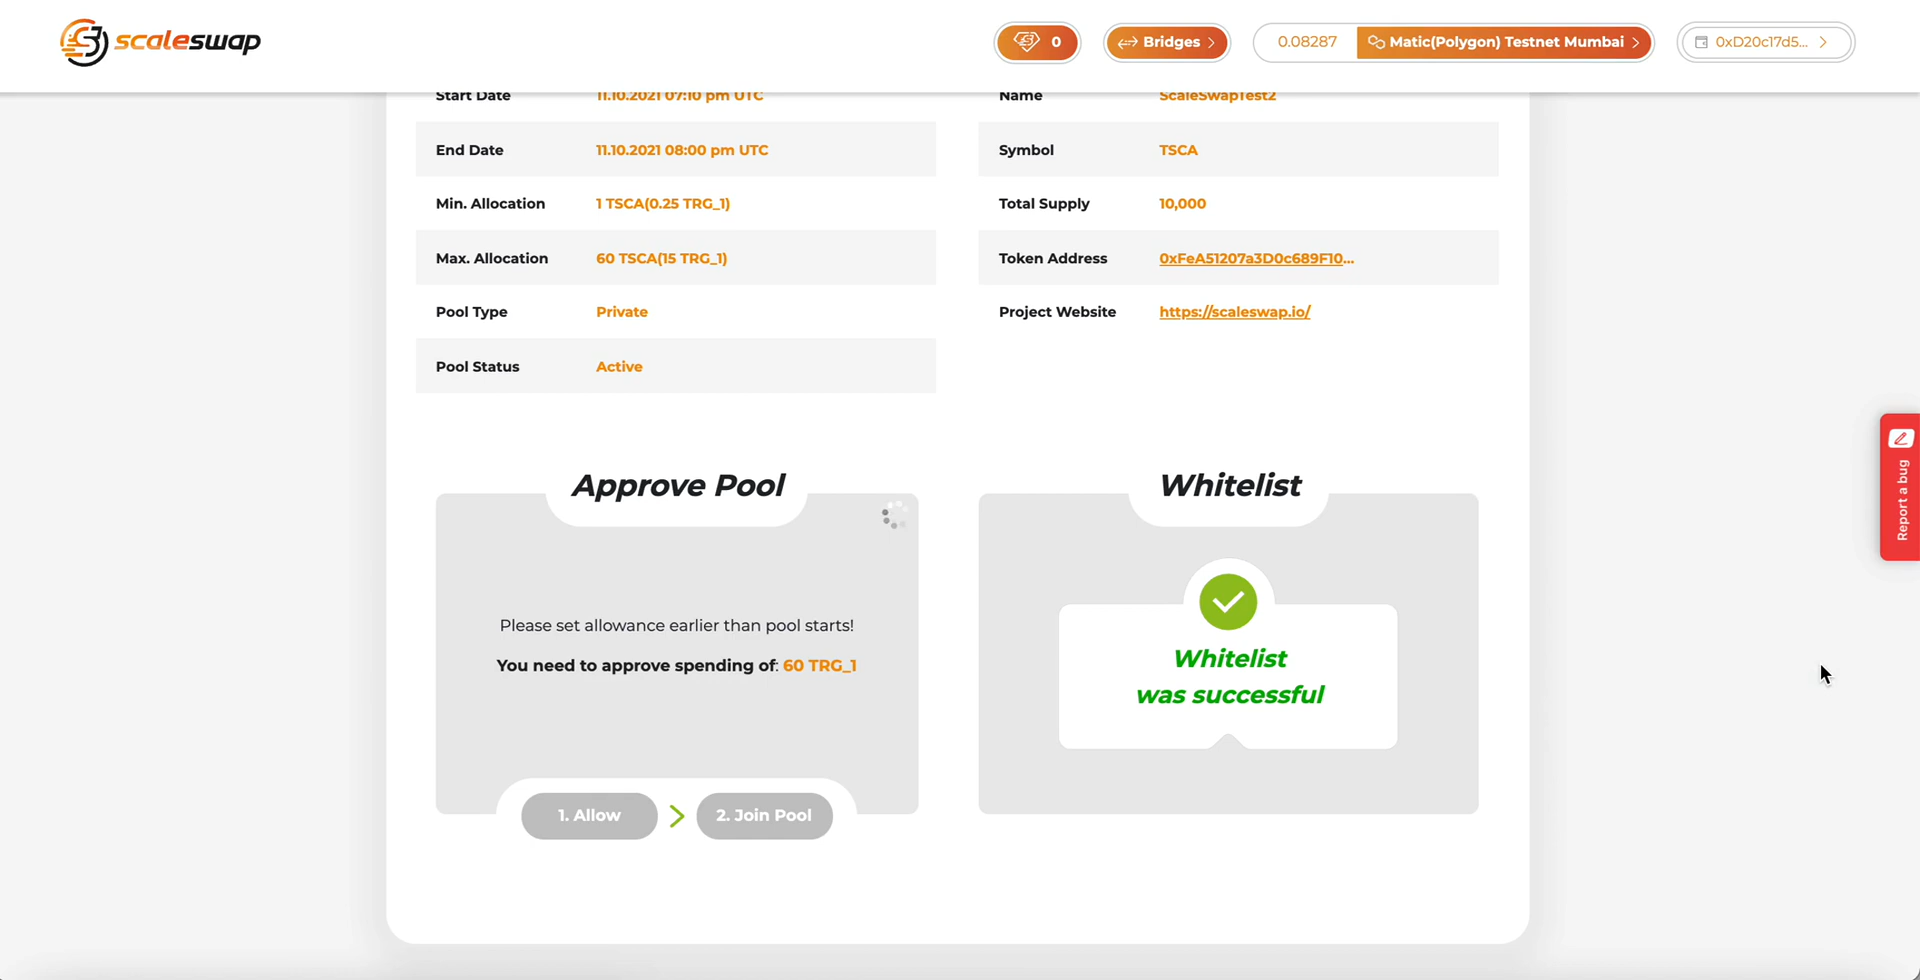 scaleswap
0
Bridges
0.08287
Matic(Polygon) Testnet Mumbai
0xD20c17d5...
Start Date
11.10.2021 07:10 pm UTC
Name
ScaleSwapTest2
End Date
11.10.2021 08:00 pm UTC
Symbol
TSCA
Min. Allocation
1 TSCA(0.25 TRG_1)
Total Supply
10,000
Max. Allocation
60 TSCA(15 TRG_1)
Token Address
0xFeA51207a3D0c689F10...
Pool Type
Private
Project Website
https://scaleswap.io/
Pool Status
Active
Report a bug
Approve Pool
Please set allowance earlier than pool starts!
You need to approve spending of: 60 TRG_1
1. Allow
2. Join Pool
Whitelist
Whitelist
was successful